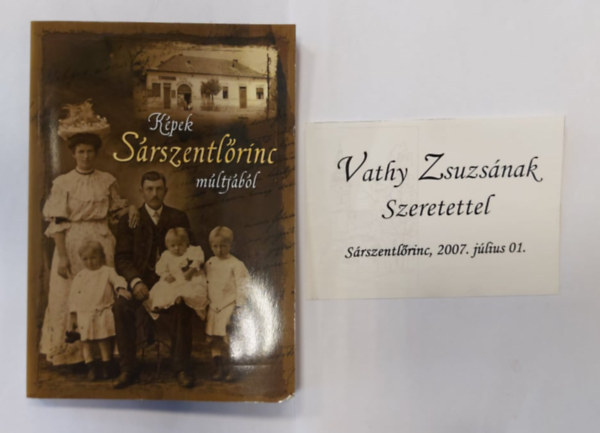 Képek
Sárszentlőrinc
múltjából
Vathy Zsuzsának
Szeretettel
Sárszentlőrinc, 2007. július 01.